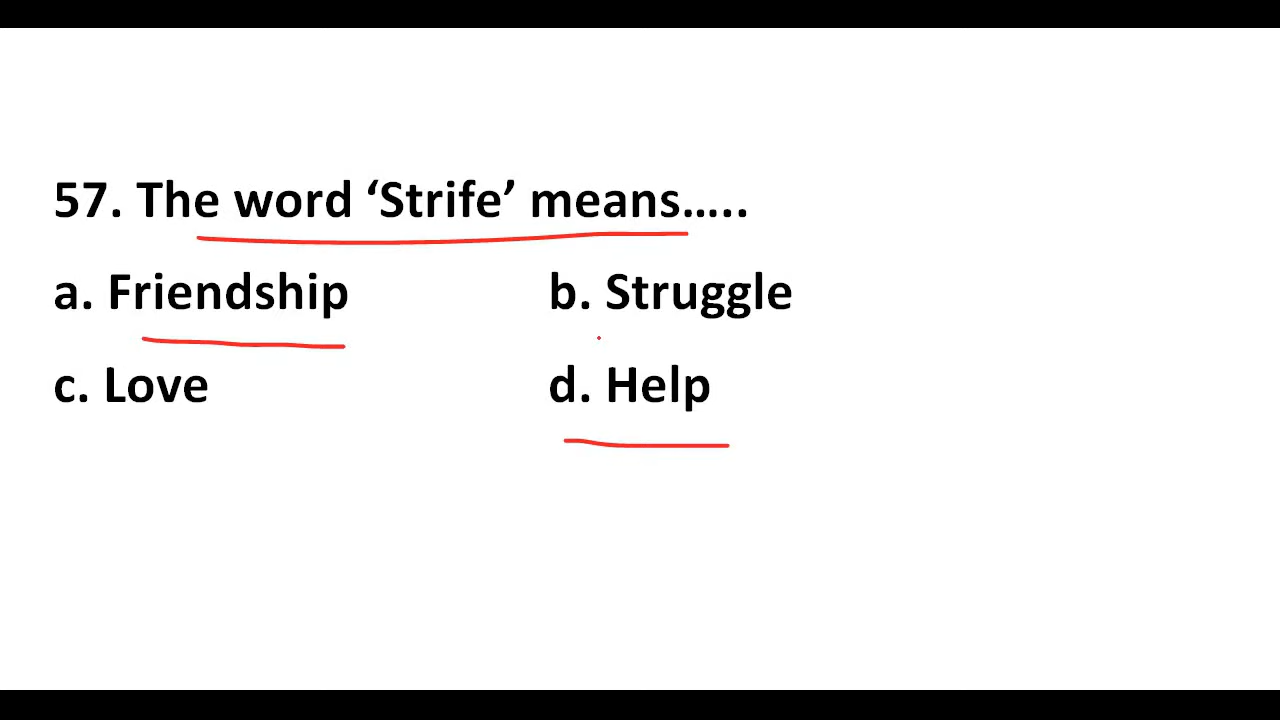 57. The word ‘Strife’ means…..
a. Friendship b. Struggle
c. Love d. Help